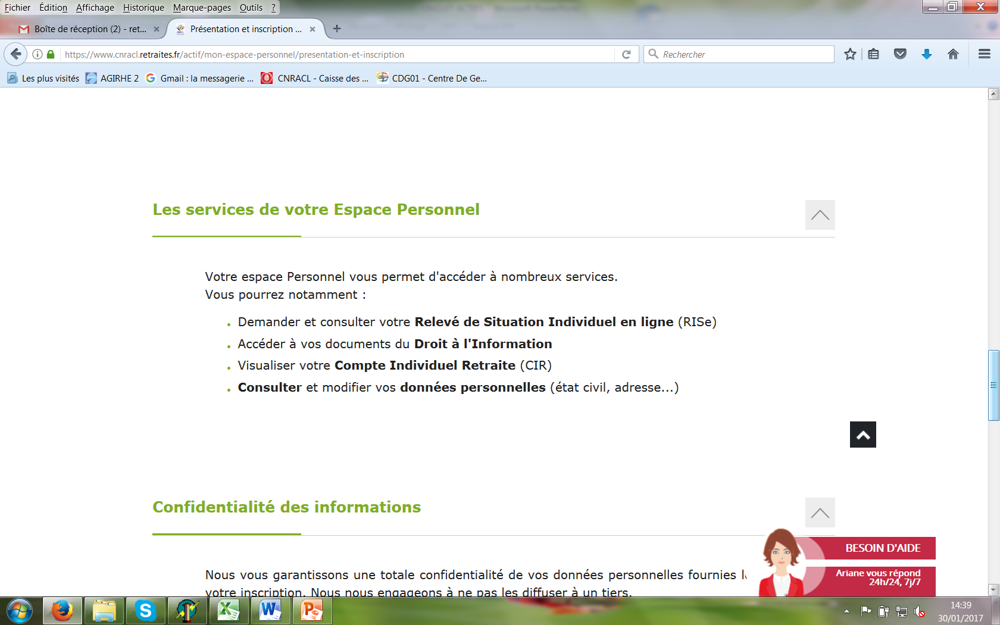 Fichier Édition Affichage Historique Marque-pages Outils ?
Boîte de réception (2) - ret... Présentation et inscription ...
https://www.cnracl.retraites.fr/actif/mon-espace-personnel/presentation-et-inscription Rechercher
Les plus visités AGIRHE 2 Gmail : la messagerie ... CNRACL - Caisse des ... CDG01 - Centre De Ge...
Les services de votre Espace Personnel
Votre espace Personnel vous permet d'accéder à nombreux services.
Vous pourrez notamment :
• Demander et consulter votre Relevé de Situation Individuel en ligne (RISe)
• Accéder à vos documents du Droit à l'Information
• Visualiser votre Compte Individuel Retraite (CIR)
• Consulter et modifier vos données personnelles (état civil, adresse...)
Confidentialité des informations
BESOIN D'AIDE
Ariane vous répond
24h/24, 7j/7
Nous vous garantissons une totale confidentialité de vos données personnelles fournies
votre inscription. Nous nous engageons à ne pas les diffuser à un tiers.
14:39
30/01/2017